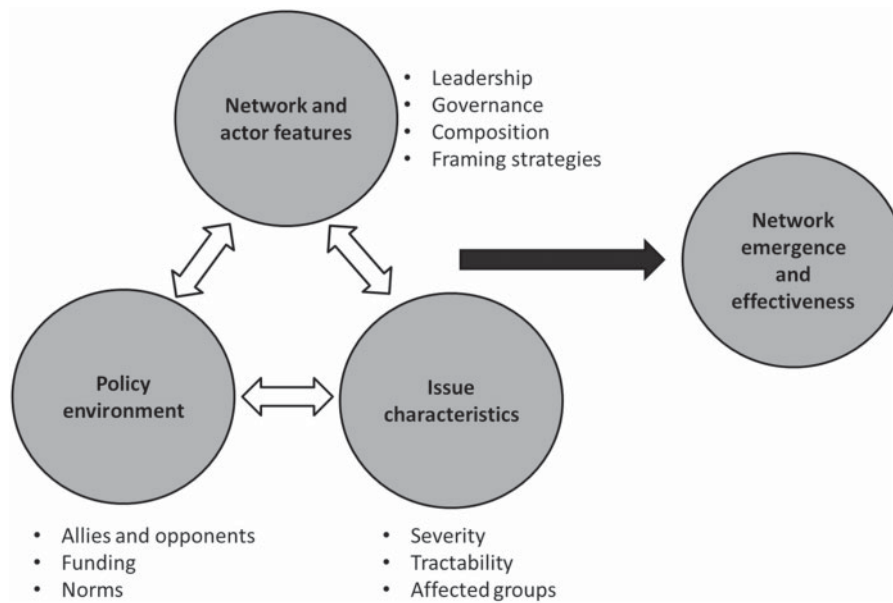 Network and
actor features
• Leadership
• Governance
• Composition
• Framing strategies
Network
emergence
and
effectiveness
Policy
environment
Issue
characteristics
• Allies and opponents
• Funding
• Norms
• Severity
• Tractability
• Affected groups